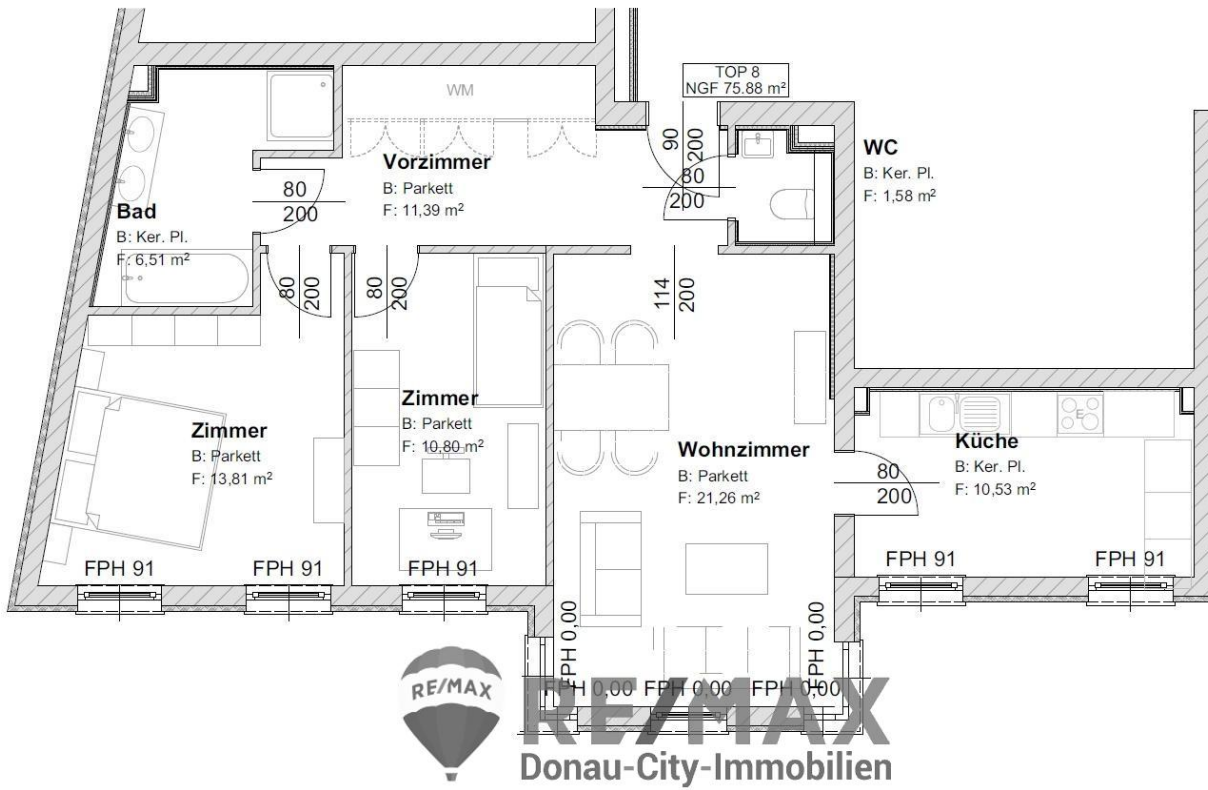 TOP 8
NGF 75.88 m²
WM
Vorzimmer
B: Parkett
F: 11,39 m²
90
200
80
200
WC
B: Ker. Pl.
F: 1,58 m²
80
200
Bad
B: Ker. Pl.
F: 6,51 m²
80
200
80
200
114
200
Zimmer
B: Parkett
F: 13,81 m²
Zimmer
B: Parkett
F: 10,80 m²
Wohnzimmer
B: Parkett
F: 21,26 m²
80
200
E
Küche
B: Ker. Pl.
F: 10,53 m²
FPH 91
FPH 91
FPH 91
FPH 91
FPH 91
FPH 0,00
FPH 0,00
FPH 0,00
FPH 0,00
FPH 0,00
RE/MAX
RE/MAX
Donau-City-Immobilien